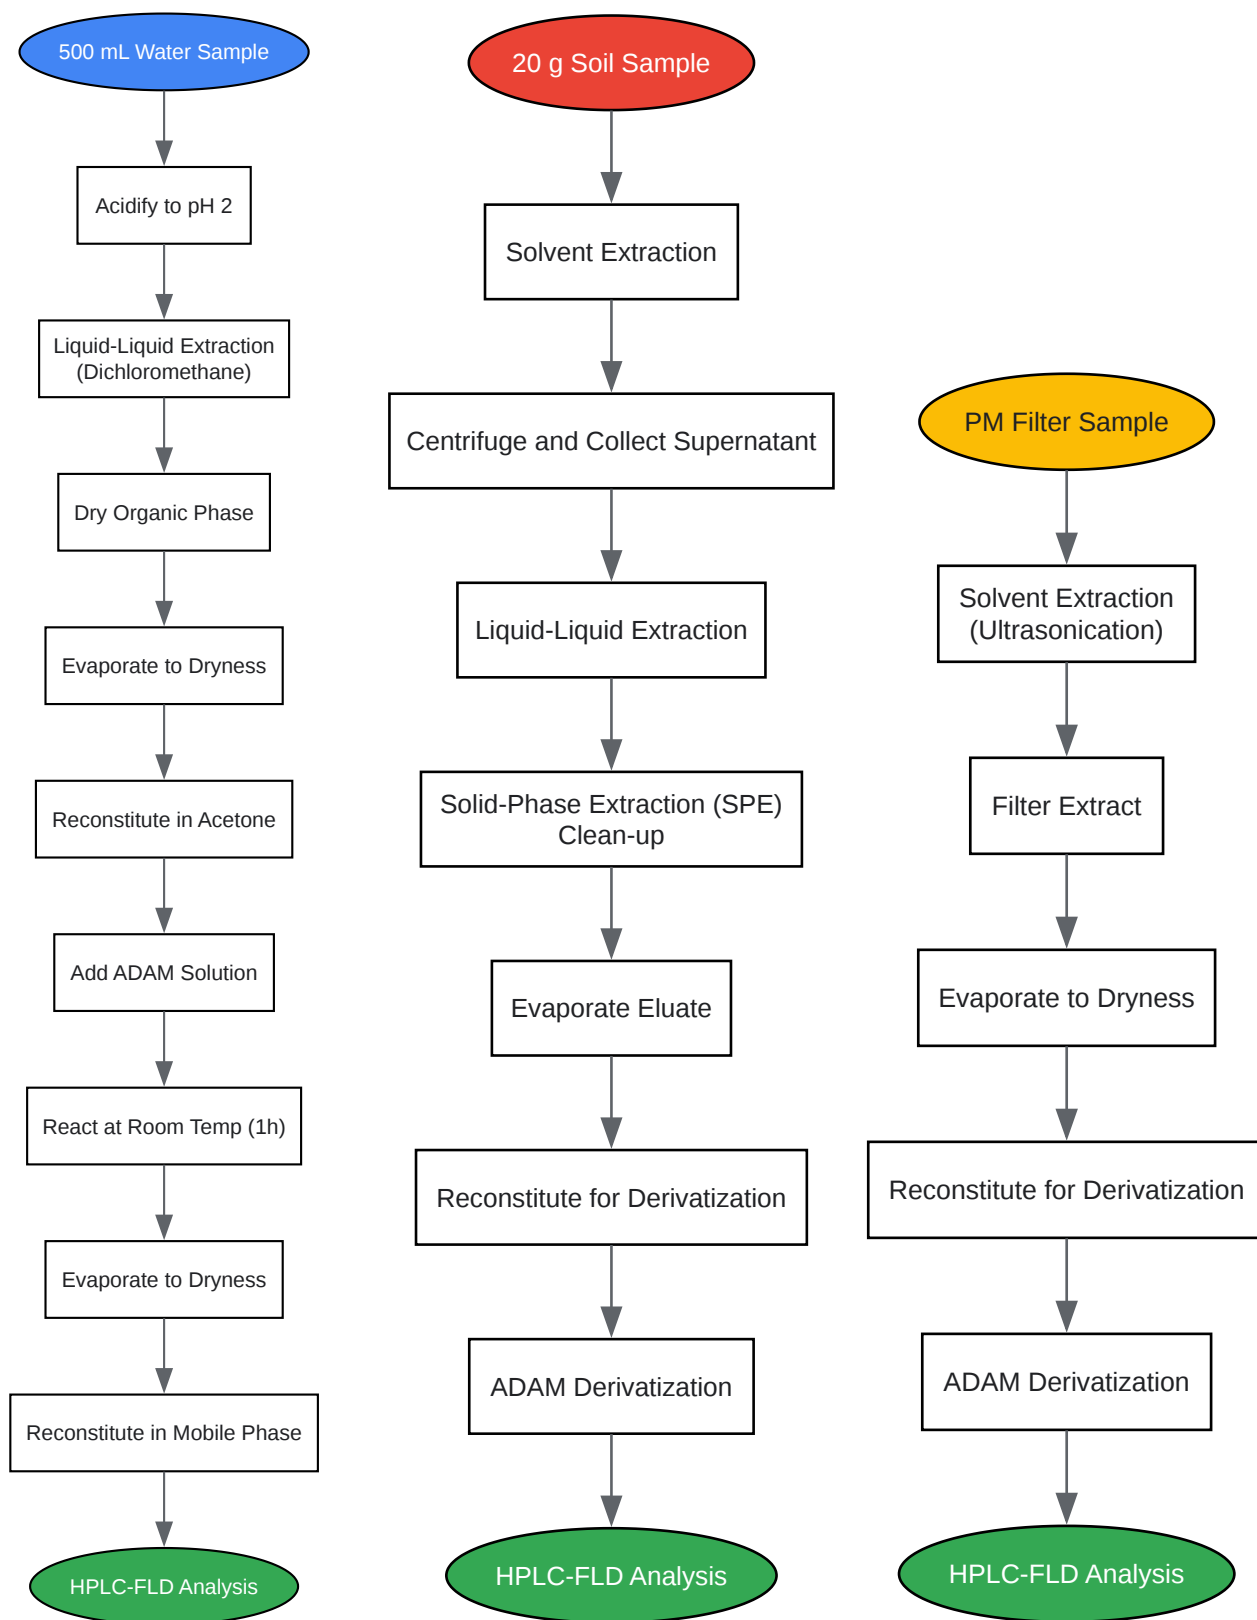 500 mL Water Sample
Acidify to pH 2
Liquid-Liquid Extraction
(Dichloromethane)
Dry Organic Phase
Evaporate to Dryness
Reconstitute in Acetone
Add ADAM Solution
React at Room Temp (1h)
Evaporate to Dryness
Reconstitute in Mobile Phase
HPLC-FLD Analysis
20 g Soil Sample
Solvent Extraction
Centrifuge and Collect Supernatant
Liquid-Liquid Extraction
Solid-Phase Extraction (SPE)
Clean-up
Evaporate Eluate
Reconstitute for Derivatization
ADAM Derivatization
HPLC-FLD Analysis
PM Filter Sample
Solvent Extraction
(Ultrasonication)
Filter Extract
Evaporate to Dryness
Reconstitute for Derivatization
ADAM Derivatization
HPLC-FLD Analysis